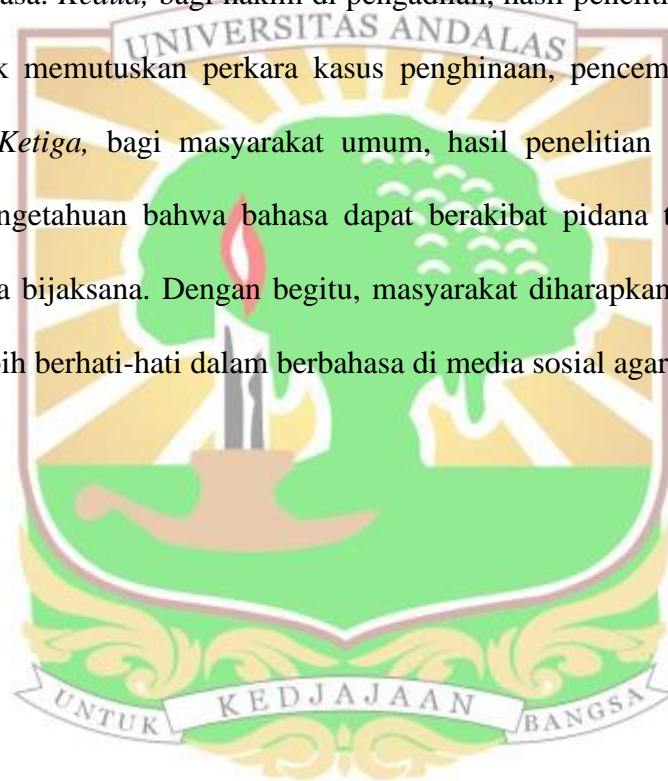 asa. Kedua, bagi hakim di pengadilan, hasil peneliti
UNIVERSITAS ANDALAS
k memutuskan perkara kasus penghinaan, pencem
Ketiga, bagi masyarakat umum, hasil penelitian
ngetahuan bahwa bahasa dapat berakibat pidana t
a bijaksana. Dengan begitu, masyarakat diharapkan
bih berhati-hati dalam berbahasa di media sosial agar
UNTUK KEDJAJAAN BANGSA